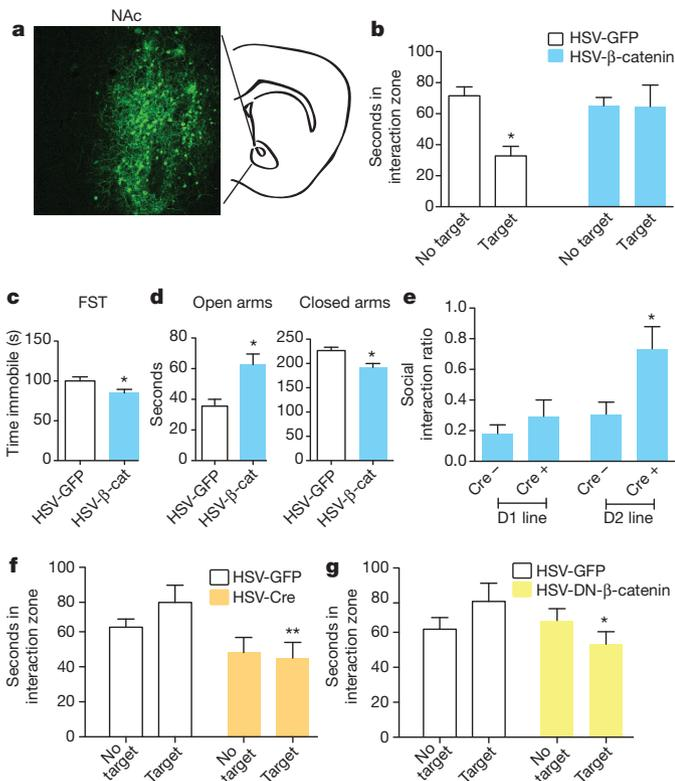 NAc
a
b
HSV-GFP
HSV-β-catenin
Seconds in
interaction zone
100
80
60
40
20
0
No target
Target
*
No target
Target
c
FST
Time immobile (s)
150
100
50
0
*
HSV-GFP
HSV-β-cat
d
Open arms
Closed arms
Seconds
80
60
40
20
0
*
HSV-GFP
HSV-β-cat
250
200
150
100
50
0
*
HSV-GFP
HSV-β-cat
e
Social
interaction ratio
1.0
0.8
0.6
0.4
0.2
0.0
*
Cre –
Cre +
Cre –
Cre +
D1 line
D2 line
f
HSV-GFP
HSV-Cre
Seconds in
interaction zone
100
80
60
40
20
0
**
No
target
Target
No
target
Target
g
HSV-GFP
HSV-DN-β-catenin
Seconds in
interaction zone
100
80
60
40
20
0
*
No
target
Target
No
target
Target